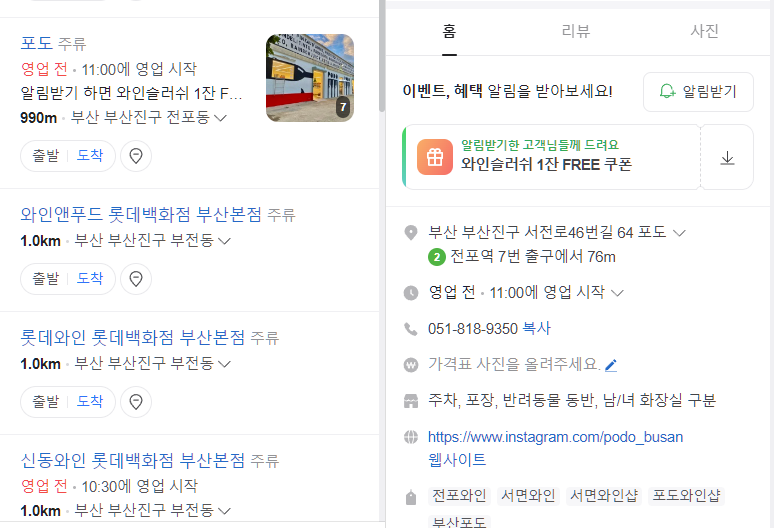 포도 주류
영업 전 · 11:00에 영업 시작
알림받기 하면 와인슬러쉬 1잔 F...
990m · 부산 부산진구 전포동
7
출발 도착
와인앤푸드 롯데백화점 부산본점 주류
1.0km · 부산 부산진구 부전동
출발 도착
롯데와인 롯데백화점 부산본점 주류
1.0km · 부산 부산진구 부전동
출발 도착
신동와인 롯데백화점 부산본점 주류
영업 전 · 10:30에 영업 시작
1.0km · 부산 부산진구 부전동
홈 리뷰 사진
이벤트, 혜택 알림을 받아보세요! 알림받기
알림받기한 고객님들께 드려요
와인슬러쉬 1잔 FREE 쿠폰
부산 부산진구 서전로46번길 64 포도
2 전포역 7번 출구에서 76m
영업 전 · 11:00에 영업 시작
051-818-9350 복사
가격표 사진을 올려주세요.
주차, 포장, 반려동물 동반, 남/녀 화장실 구분
https://www.instagram.com/podo_busan
웹사이트
전포와인 서면와인 서면와인샵 포도와인샵
부산포도